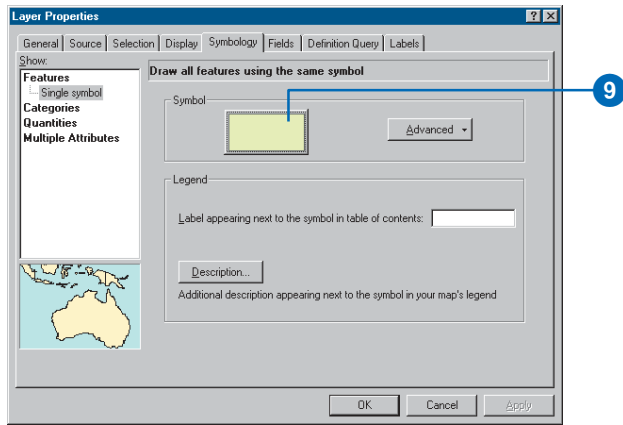 Layer Properties
General Source Selection Display Symbology Fields Definition Query Labels
Show:
Features
Single symbol
Categories
Quantities
Multiple Attributes
Draw all features using the same symbol
Symbol
Advanced
9
Legend
Label appearing next to the symbol in table of contents:
Description...
Additional description appearing next to the symbol in your map's legend
OK Cancel Apply